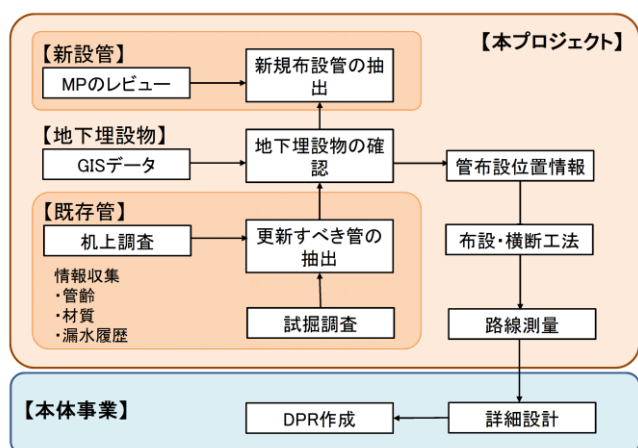 【本プロジェクト】
【新設管】
MPのレビュー
新規布設管の抽
出
【地下埋設物】
GISデータ
地下埋設物の確
認
管布設位置情報
【既存管】
机上調査
更新すべき管の
抽出
布設・横断工法
情報収集
・管齢
・材質
・漏水履歴
試掘調査
路線測量
【本体事業】
DPR作成
詳細設計